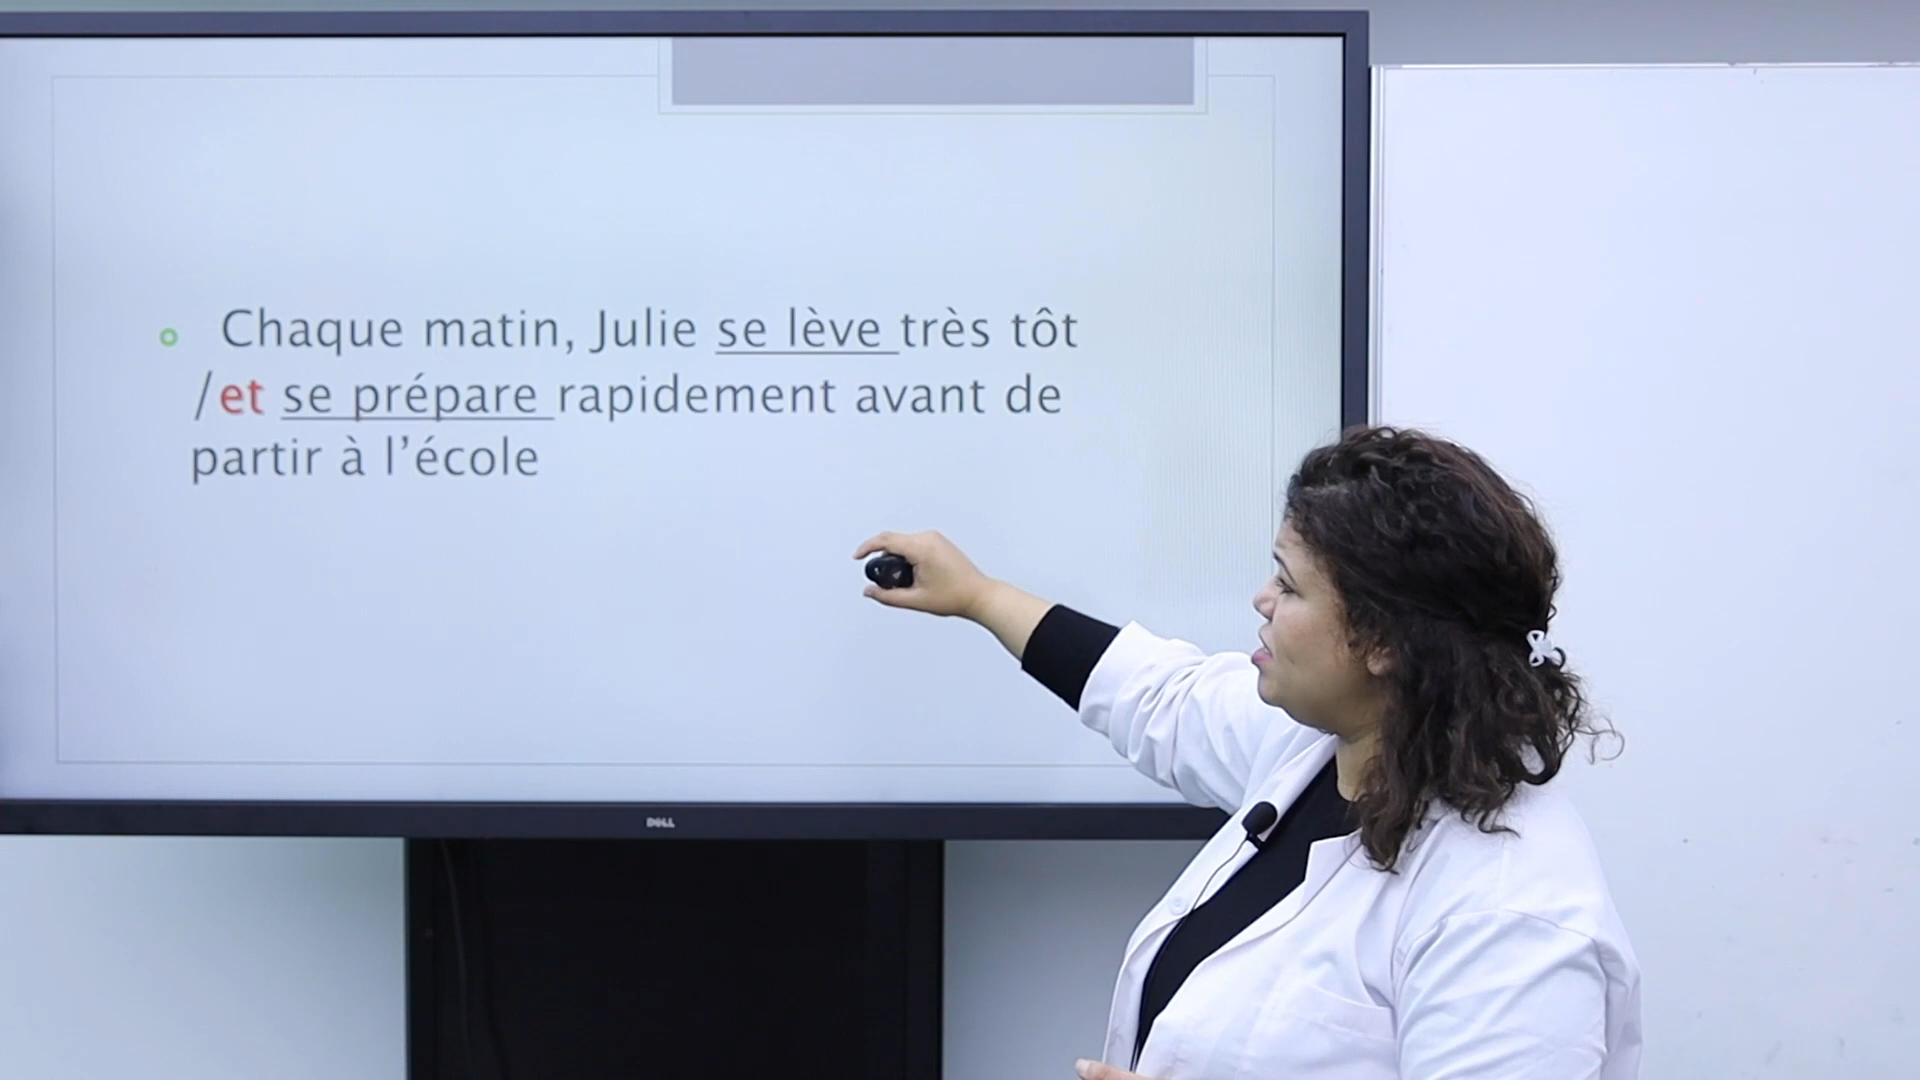 Chaque matin, Julie se lève très tôt
/et se prépare rapidement avant de
partir à l’école
DELL